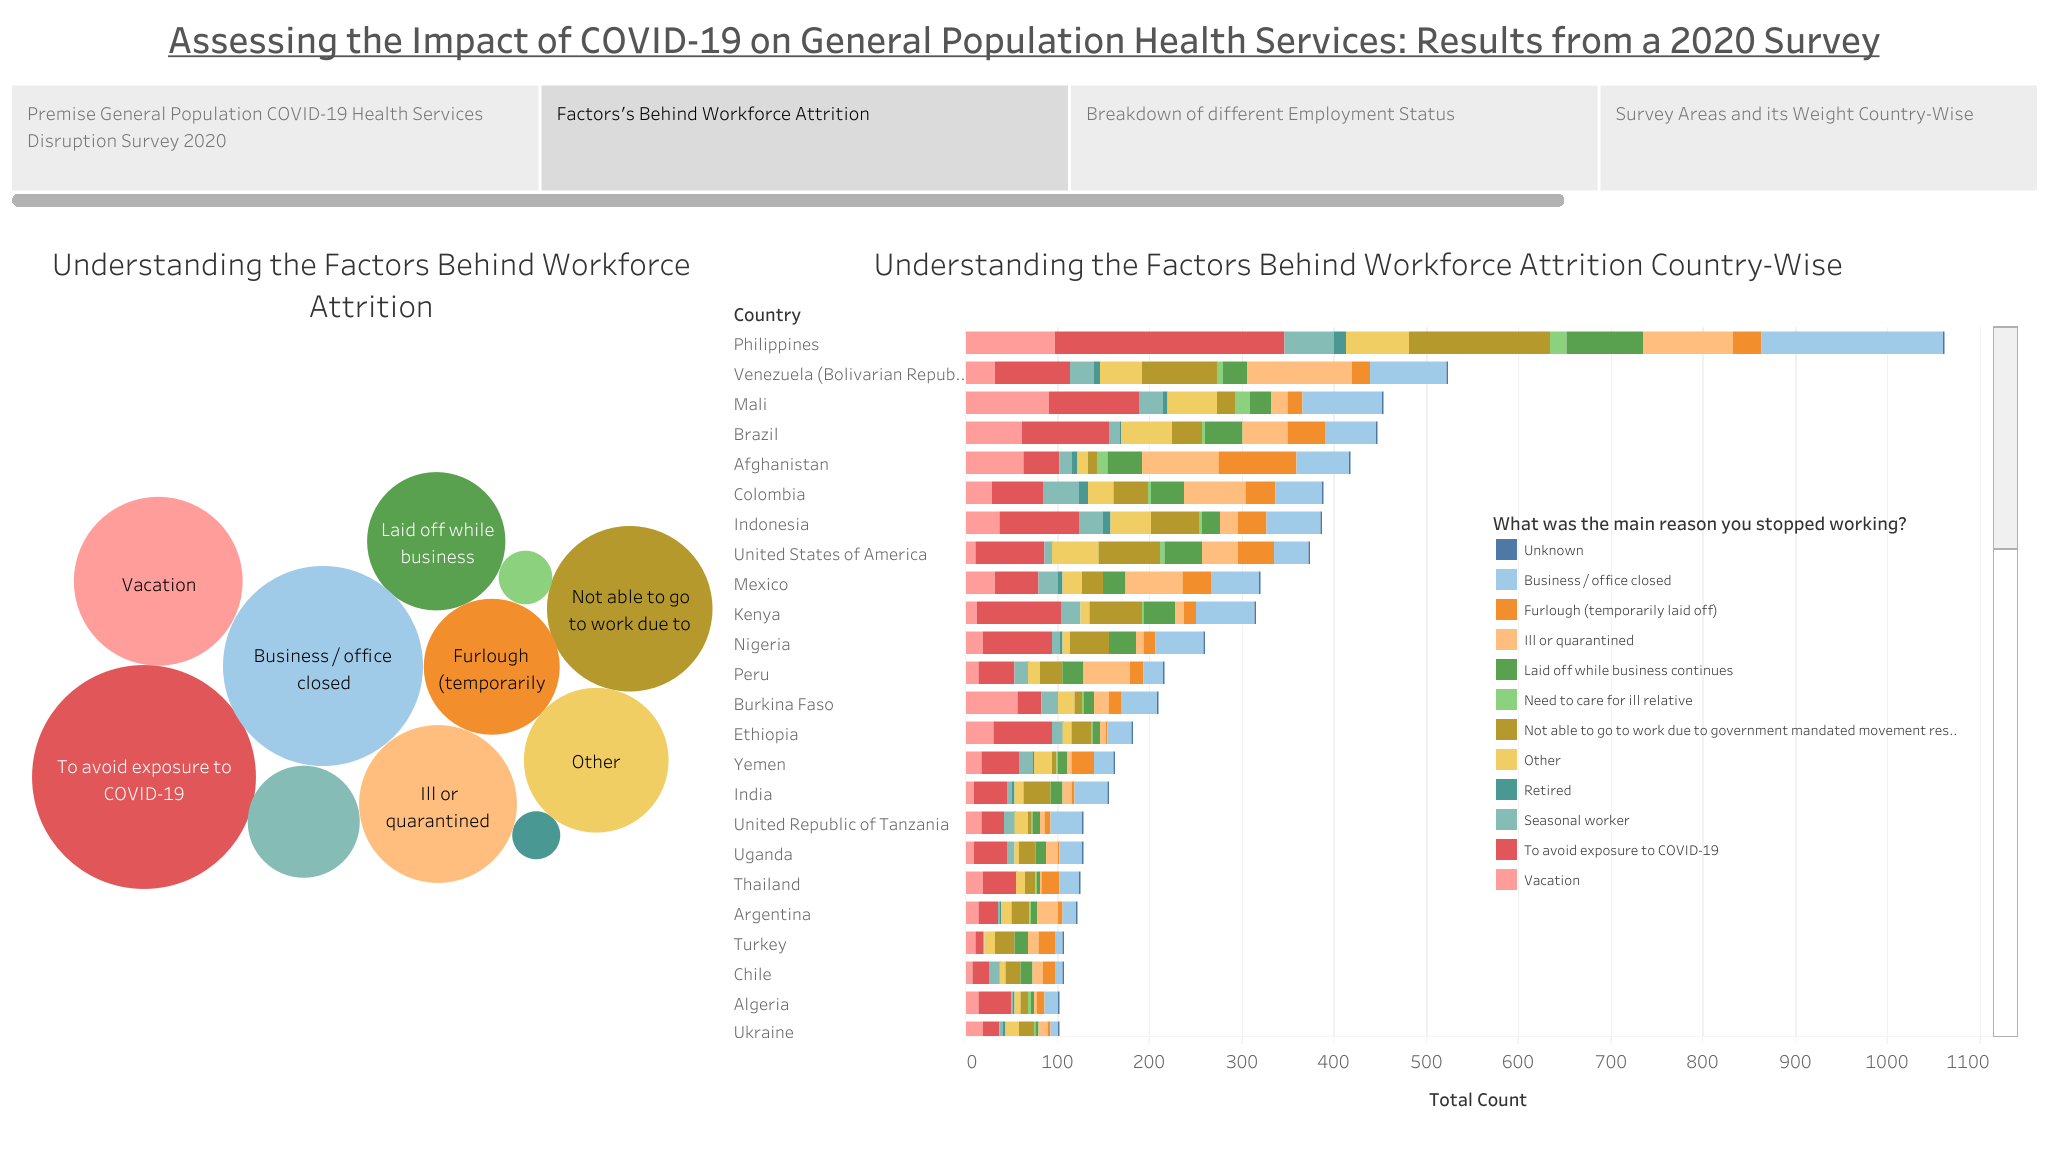 Assessing the Impact of COVID-19 on General Population Health Services: Results from a 2020 Survey
Premise General Population COVID-19 Health Services
Disruption Survey 2020
Factors's Behind Workforce Attrition
Breakdown of different Employment Status
Survey Areas and its Weight Country-Wise
Understanding the Factors Behind Workforce
Attrition
Vacation
Laid off while
business
Not able to go
to work due to
Business / office
closed
Furlough
(temporarily
To avoid exposure to
COVID-19
Ill or
quarantined
Other
Understanding the Factors Behind Workforce Attrition Country-Wise
Country
Philippines
Venezuela (Bolivarian Repub..
Mali
Brazil
Afghanistan
Colombia
Indonesia
United States of America
Mexico
Kenya
Nigeria
Peru
Burkina Faso
Ethiopia
Yemen
India
United Republic of Tanzania
Uganda
Thailand
Argentina
Turkey
Chile
Algeria
Ukraine
0 100 200 300 400 500 600 700 800 900 1000 1100
Total Count
What was the main reason you stopped working?
Unknown
Business / office closed
Furlough (temporarily laid off)
Ill or quarantined
Laid off while business continues
Need to care for ill relative
Not able to go to work due to government mandated movement res..
Other
Retired
Seasonal worker
To avoid exposure to COVID-19
Vacation